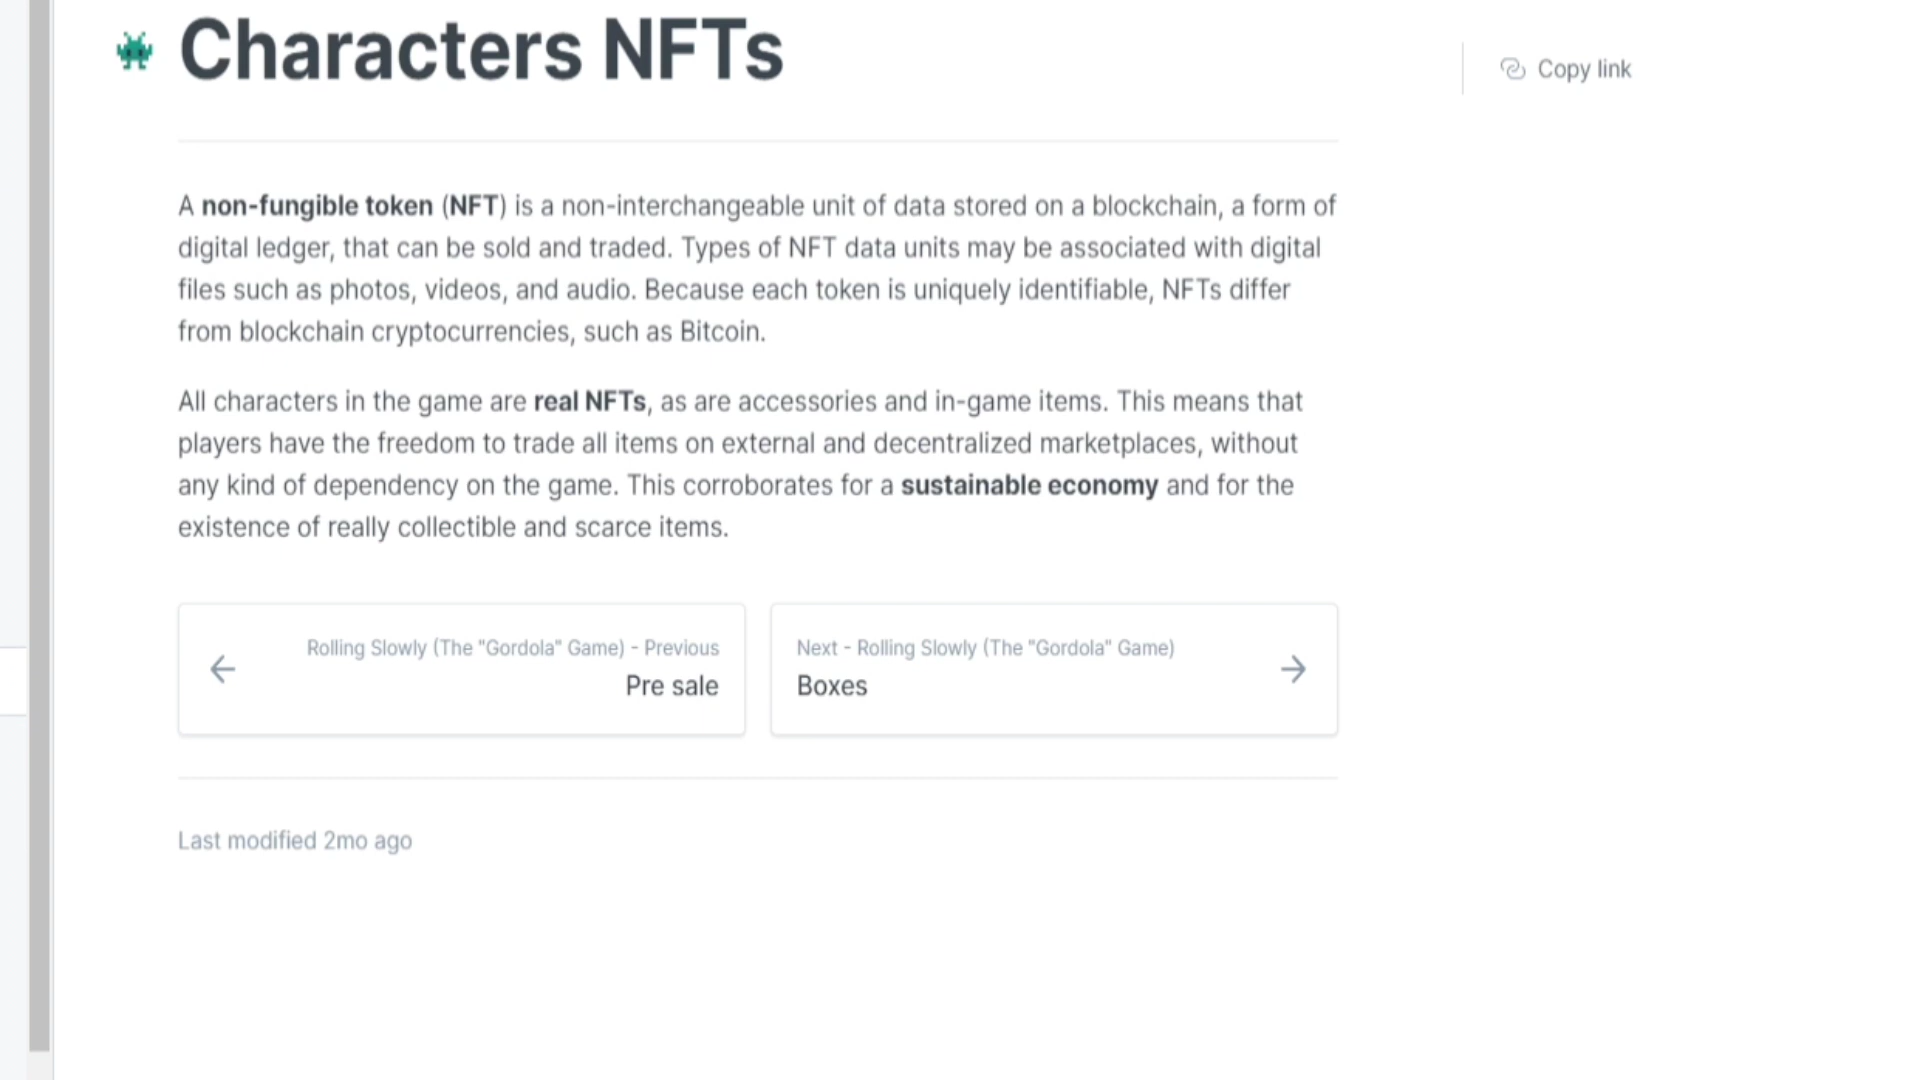 Characters NFTs
Copy link
A non-fungible token (NFT) is a non-interchangeable unit of data stored on a blockchain, a form of
digital ledger, that can be sold and traded. Types of NFT data units may be associated with digital
files such as photos, videos, and audio. Because each token is uniquely identifiable, NFTs differ
from blockchain cryptocurrencies, such as Bitcoin.
All characters in the game are real NFTs, as are accessories and in-game items. This means that
players have the freedom to trade all items on external and decentralized marketplaces, without
any kind of dependency on the game. This corroborates for a sustainable economy and for the
existence of really collectible and scarce items.
Rolling Slowly (The "Gordola" Game) - Previous
Pre sale
Next - Rolling Slowly (The "Gordola" Game)
Boxes
Last modified 2mo ago